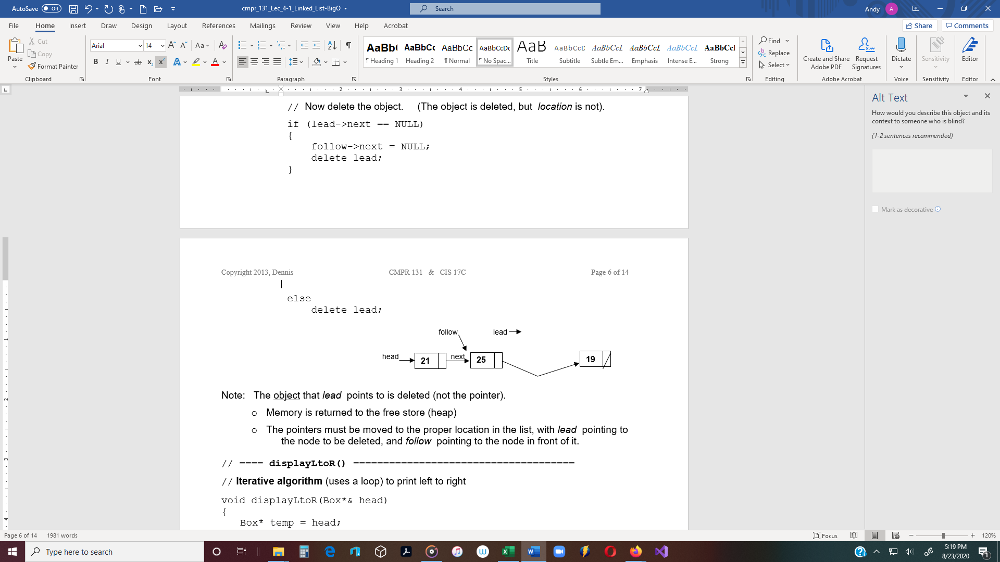 AutoSave Off
cmpr_131_Lec_4-1_Linked_List-BigO
Search
Andy A
File Home Insert Draw Design Layout References Mailings Review View Help Acrobat
Share Comments
Paste
Cut
Copy
Format Painter
Clipboard
Arial 14
Font
Paragraph
AaBb( AaBbCc AaBbCc AaBbCcDc AaB AaBbCcD AaBbCcL AaBbCcL AaBbCcL AaBbCcl
¶ Heading 1 Heading 2 ¶ Normal ¶ No Spac... Title Subtitle Subtle Em... Emphasis Intense E... Strong
Styles
Find
Replace
Select
Editing
Create and Share Adobe PDF
Request Signatures
Adobe Acrobat
Dictate
Voice
Sensitivity
Sensitivity
Editor
Editor
2 3 4 5 6 7
// Now delete the object. (The object is deleted, but location is not).
if (lead->next == NULL)
{
follow->next = NULL;
delete lead;
}
Copyright 2013, Dennis CMPR 131 & CIS 17C Page 6 of 14
else
delete lead;
follow lead
head 21 next 25 19
Note: The object that lead points to is deleted (not the pointer).
o Memory is returned to the free store (heap)
o The pointers must be moved to the proper location in the list, with lead pointing to
the node to be deleted, and follow pointing to the node in front of it.
// ==== displayLtoR() =====================================
// Iterative algorithm (uses a loop) to print left to right
void displayLtoR(Box*& head)
{
Box* temp = head;
Alt Text
How would you describe this object and its
context to someone who is blind?
(1-2 sentences recommended)
Mark as decorative
Page 6 of 14 1981 words
Focus
120%
Type here to search
5:19 PM
8/23/2020
1